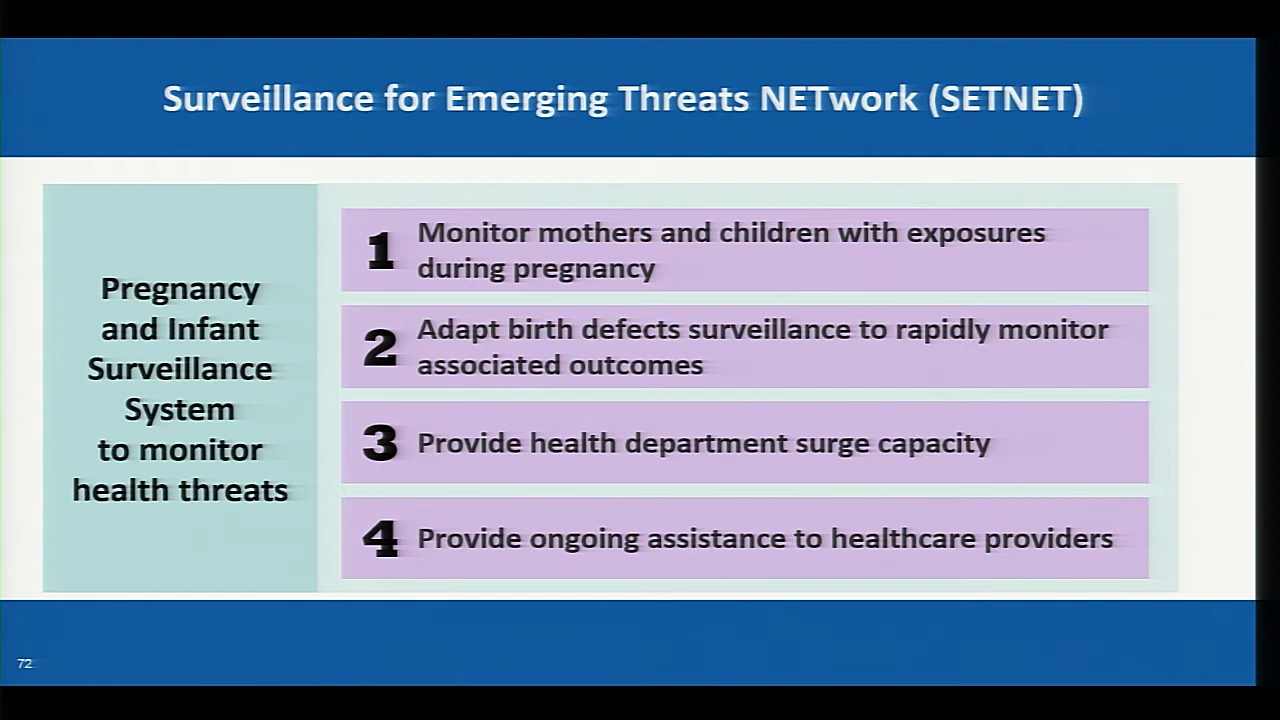 Surveillance for Emerging Threats NETwork (SETNET)
Pregnancy
and Infant
Surveillance
System
to monitor
health threats
1 Monitor mothers and children with exposures
during pregnancy
2 Adapt birth defects surveillance to rapidly monitor
associated outcomes
3 Provide health department surge capacity
4 Provide ongoing assistance to healthcare providers
72